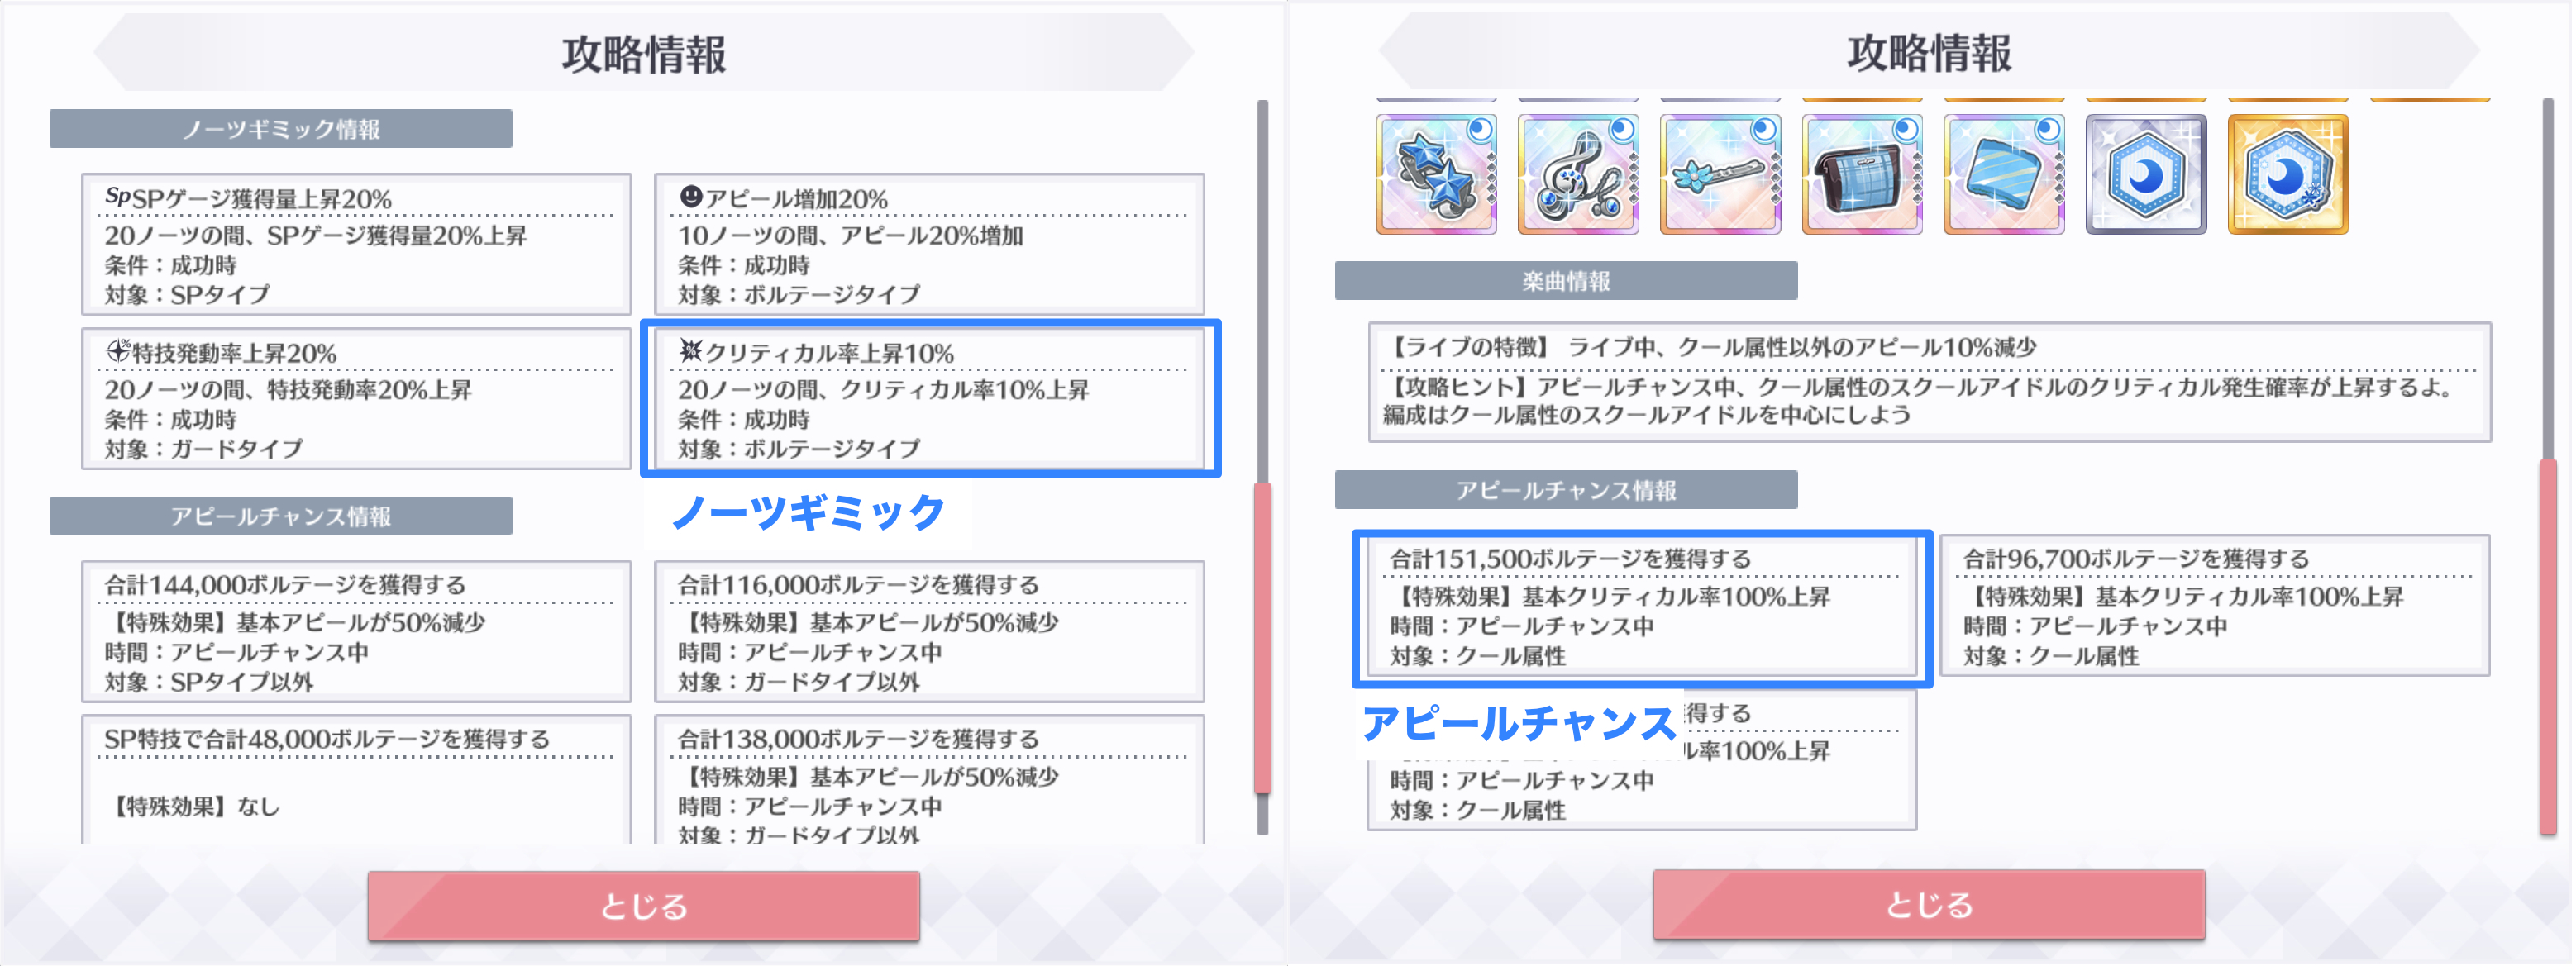 攻略情報
ノーツギミック情報
SpSPゲージ獲得量上昇20%
20ノーツの間、SPゲージ獲得量20%上昇
条件：成功時
対象：SPタイプ
アピール増加20%
10ノーツの間、アピール20%増加
条件：成功時
対象：ボルテージタイプ
特技発動率上昇20%
20ノーツの間、特技発動率20%上昇
条件：成功時
対象：ガードタイプ
クリティカル率上昇10%
20ノーツの間、クリティカル率10%上昇
条件：成功時
対象：ボルテージタイプ
ノーツギミック
アピールチャンス情報
合計144,000ボルテージを獲得する
【特殊効果】基本アピールが50%減少
時間：アピールチャンス中
対象：SPタイプ以外
合計116,000ボルテージを獲得する
【特殊効果】基本アピールが50%減少
時間：アピールチャンス中
対象：ガードタイプ以外
SP特技で合計48,000ボルテージを獲得する
【特殊効果】なし
合計138,000ボルテージを獲得する
【特殊効果】基本アピールが50%減少
時間：アピールチャンス中
対象：ガードタイプ以外
とじる
攻略情報
楽曲情報
【ライブの特徴】 ライブ中、クール属性以外のアピール10%減少
【攻略ヒント】アピールチャンス中、クール属性のスクールアイドルのクリティカル発生確率が上昇するよ。
編成はクール属性のスクールアイドルを中心にしよう
アピールチャンス情報
合計151,500ボルテージを獲得する
【特殊効果】基本クリティカル率100%上昇
時間：アピールチャンス中
対象：クール属性
合計96,700ボルテージを獲得する
【特殊効果】基本クリティカル率100%上昇
時間：アピールチャンス中
対象：クール属性
アピールチャンス
獲得する
ル率100%上昇
時間：アピールチャンス中
対象：クール属性
とじる